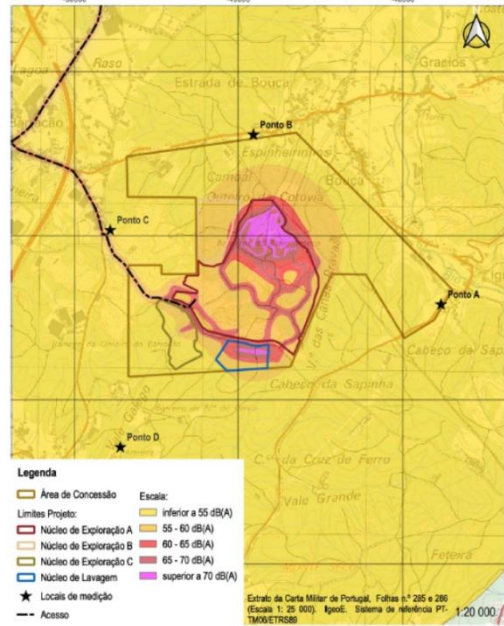 Raso
Lagoa
Estrada de Bouça
Graeios
Ponto B
Espinheirinhos
Bouça
Outeiro da Cotovia
Ponto C
Ponto A
Cabeço da Sap
Cabeço da Sapinha
Ponto D
C.º da Cruz de Ferro
Vale Grande
Feteira
Legenda
Área de Concessão
Limites Projeto:
Núcleo de Exploração A
Núcleo de Exploração B
Núcleo de Exploração C
Núcleo de Lavagem
Locais de medição
Acesso
Escala:
inferior a 55 dB(A)
55 - 60 dB(A)
60 - 65 dB(A)
65 - 70 dB(A)
superior a 70 dB(A)
Extrato da Carta Militar de Portugal, Folhas n.º 285 e 286
(Escala 1: 25 000). IgeoE. Sistema de referência PT-
TM06/ETRS89
1:20 000